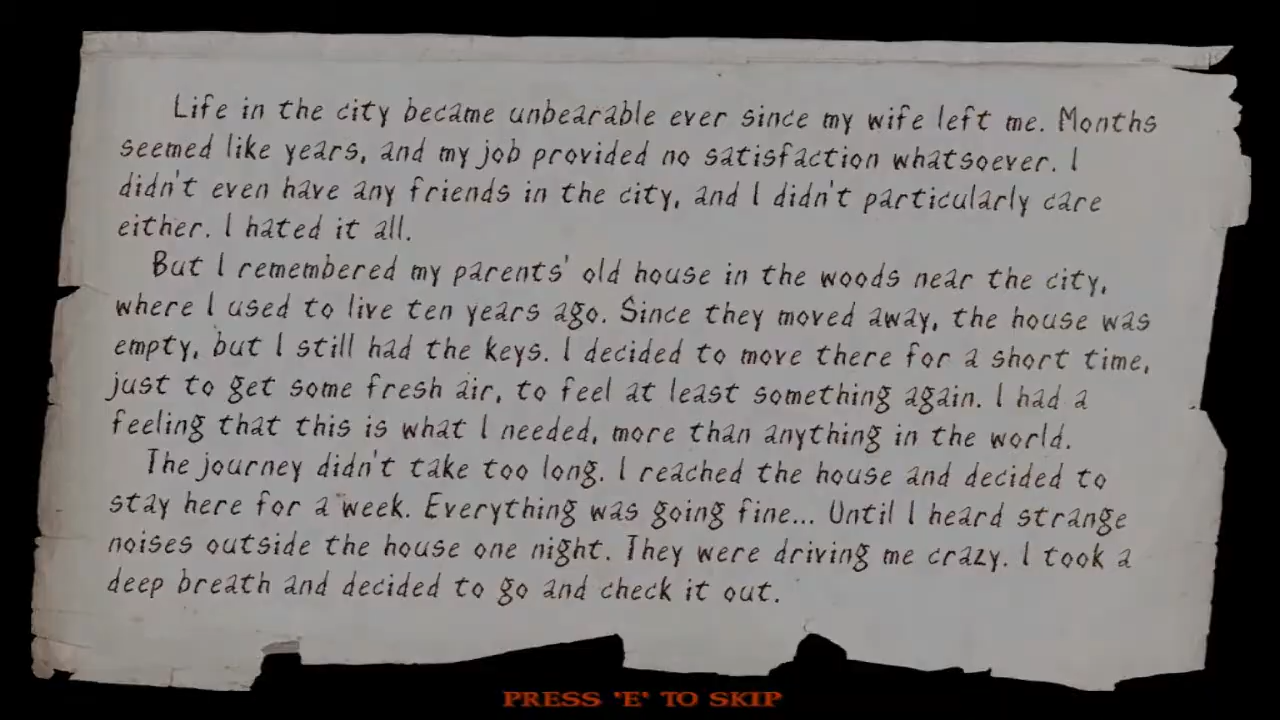 Life in the city became unbearable ever since my wife left me. Months
seemed like years, and my job provided no satisfaction whatsoever. I
didn't even have any friends in the city, and I didn't particularly care
either. I hated it all.
But I remembered my parents' old house in the woods near the city,
where I used to live ten years ago. Since they moved away, the house was
empty, but I still had the keys. I decided to move there for a short time,
just to get some fresh air, to feel at least something again. I had a
feeling that this is what I needed, more than anything in the world.
The journey didn't take too long. I reached the house and decided to
stay here for a week. Everything was going fine... Until I heard strange
noises outside the house one night. They were driving me crazy. I took a
deep breath and decided to go and check it out.
PRESS 'E' TO SKIP